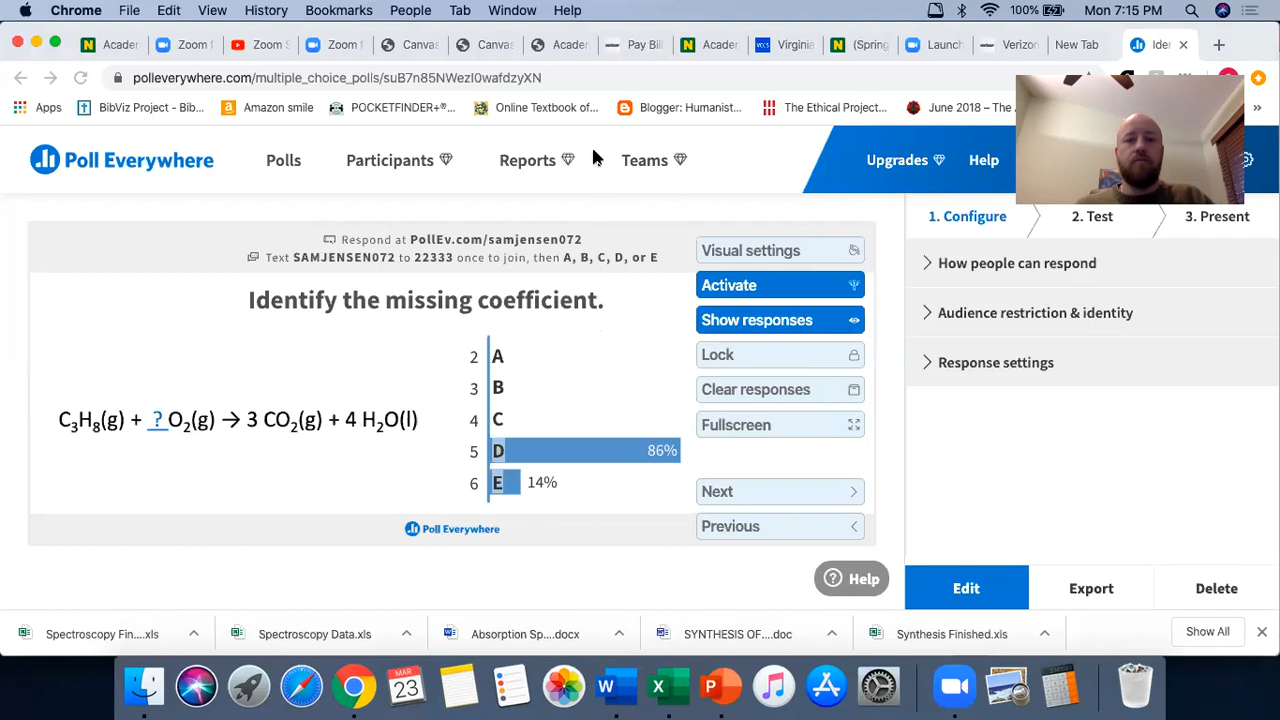 Chrome File Edit View History Bookmarks People Tab Window Help 100% Mon 7:15 PM
Acader Zoom f Zoom S Zoom f Canva Canva Acader Pay Bil Acader Virginia (Spring Launch Verizor New Tab Ider
polleverywhere.com/multiple_choice_polls/suB7n85NWezI0wafdzyXN
Apps BibViz Project - Bib... Amazon smile POCKETFINDER+®... Online Textbook of... Blogger: Humanist... The Ethical Project... June 2018 – The A »
Poll Everywhere Polls Participants Reports Teams Upgrades Help
1. Configure 2. Test 3. Present
Respond at PollEv.com/samjensen072
Text SAMJENSEN072 to 22333 once to join, then A, B, C, D, or E
Identify the missing coefficient.
C₃H₈(g) + ? O₂(g) → 3 CO₂(g) + 4 H₂O(l)
2 A
3 B
4 C
5 D 86%
6 E 14%
Poll Everywhere
Visual settings
Activate
Show responses
Lock
Clear responses
Fullscreen
Next
Previous
How people can respond
Audience restriction & identity
Response settings
Help
Edit Export Delete
Spectroscopy Fin....xls Spectroscopy Data.xls Absorption Sp....docx SYNTHESIS OF....doc Synthesis Finished.xls Show All
MAR
23